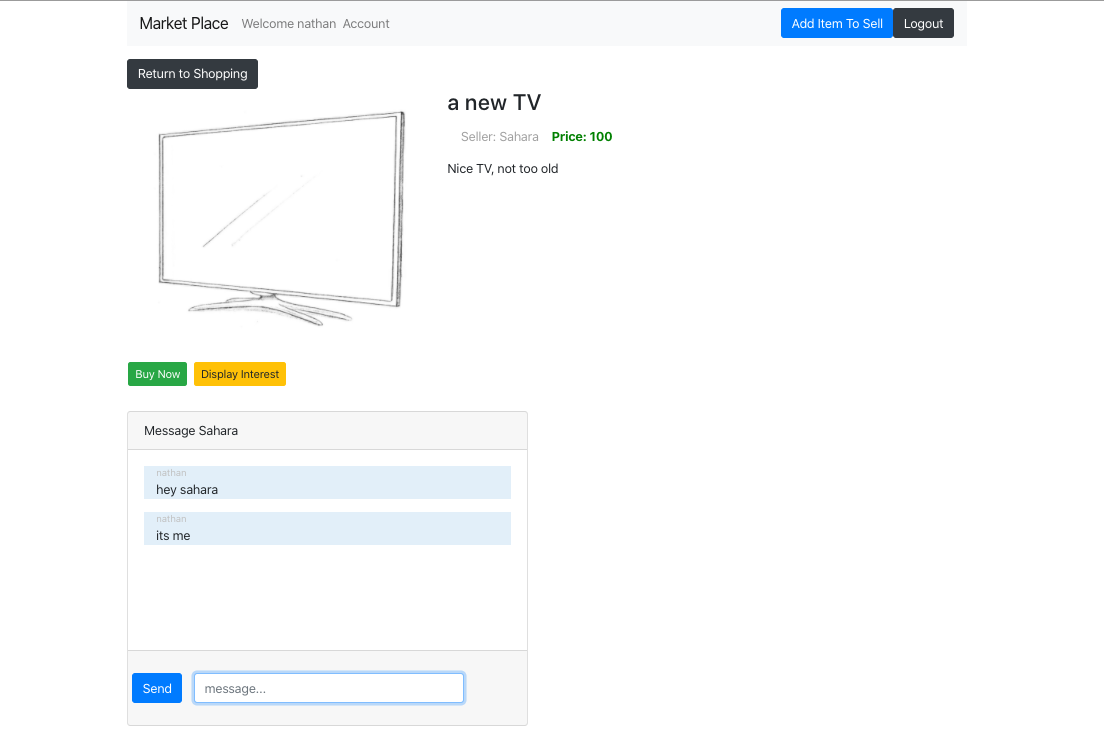 Market Place Welcome nathan Account Add Item To Sell Logout
Return to Shopping
a new TV
Seller: Sahara Price: 100
Nice TV, not too old
Buy Now Display Interest
Message Sahara
nathan
hey sahara
nathan
its me
Send message...